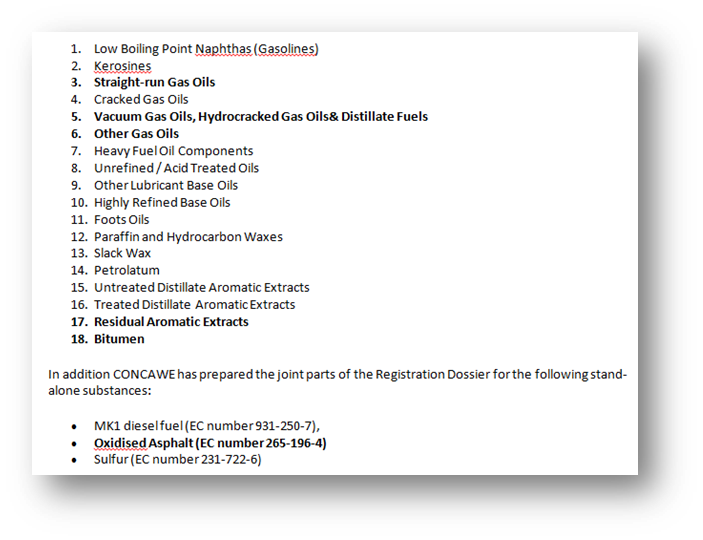 1. Low Boiling Point Naphthas (Gasolines)
2. Kerosines
3. Straight-run Gas Oils
4. Cracked Gas Oils
5. Vacuum Gas Oils, Hydrocracked Gas Oils& Distillate Fuels
6. Other Gas Oils
7. Heavy Fuel Oil Components
8. Unrefined / Acid Treated Oils
9. Other Lubricant Base Oils
10. Highly Refined Base Oils
11. Foots Oils
12. Paraffin and Hydrocarbon Waxes
13. Slack Wax
14. Petrolatum
15. Untreated Distillate Aromatic Extracts
16. Treated Distillate Aromatic Extracts
17. Residual Aromatic Extracts
18. Bitumen
In addition CONCAWE has prepared the joint parts of the Registration Dossier for the following stand-
alone substances:
• MK1 diesel fuel (EC number 931-250-7),
• Oxidised Asphalt (EC number 265-196-4)
• Sulfur (EC number 231-722-6)